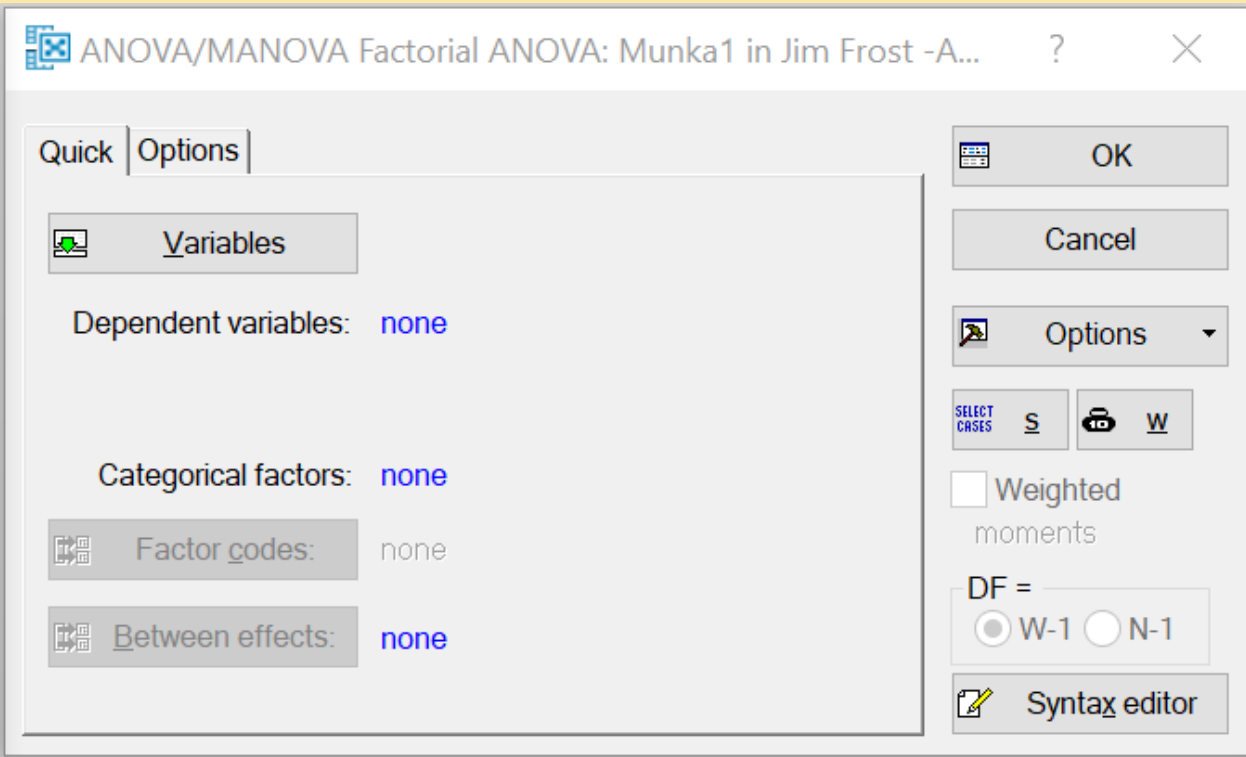 ANOVA/MANOVA Factorial ANOVA: Munka1 in Jim Frost -A... ?
Quick Options
Variables
Dependent variables: none
Categorical factors: none
Factor codes: none
Between effects: none
OK
Cancel
Options
SELECT
CASES S 10 W
Weighted
moments
DF =
W-1 N-1
Syntax editor